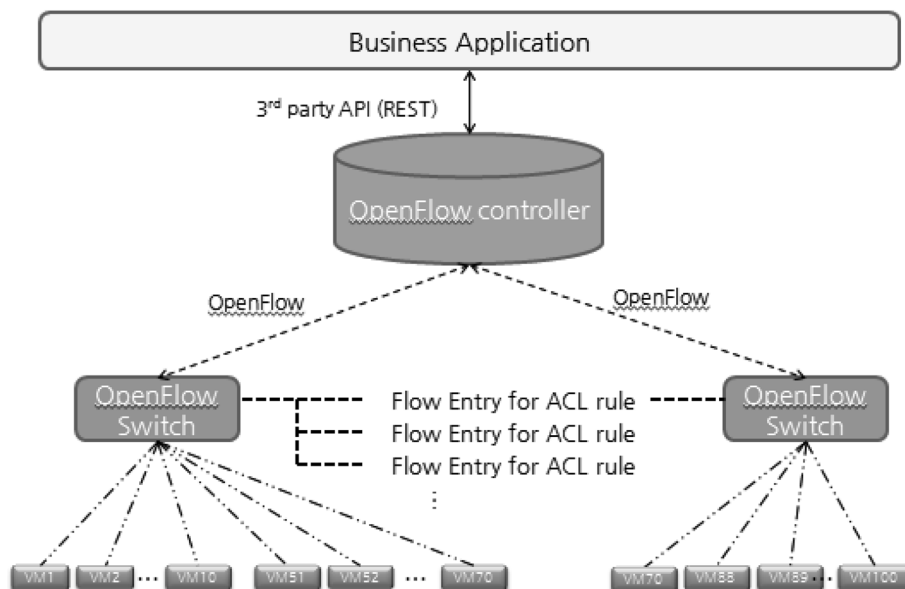 Business Application
3rd party API (REST)
OpenFlow controller
OpenFlow
OpenFlow
OpenFlow
Switch
Flow Entry for ACL rule
Flow Entry for ACL rule
Flow Entry for ACL rule
⋮
OpenFlow
Switch
VM1 VM2 ... VM10 VM51 VM52 ... VM70 VM70 VM88 VM89 ... VM100